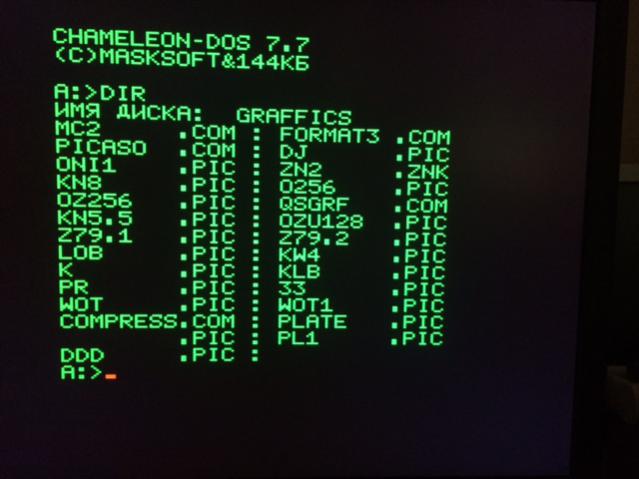 CHAMELEON-DOS 7.7
(C)MASKSOFT&144КБ
A:>DIR
ИМЯ ДИСКА: GRAFFICS
MC2 .COM : FORMAT3 .COM
PICASO .COM : DJ .PIC
ONI1 .PIC : ZN2 .ZNK
KN8 .PIC : O256 .PIC
OZ256 .PIC : QSGRF .COM
KN5.5 .PIC : OZU128 .PIC
Z79.1 .PIC : Z79.2 .PIC
LOB .PIC : KW4 .PIC
K .PIC : KLB .PIC
PR .PIC : 33 .PIC
WOT .PIC : WOT1 .PIC
COMPRESS.COM : PLATE .PIC
.PIC : PL1 .PIC
DDD .PIC :
A:>_